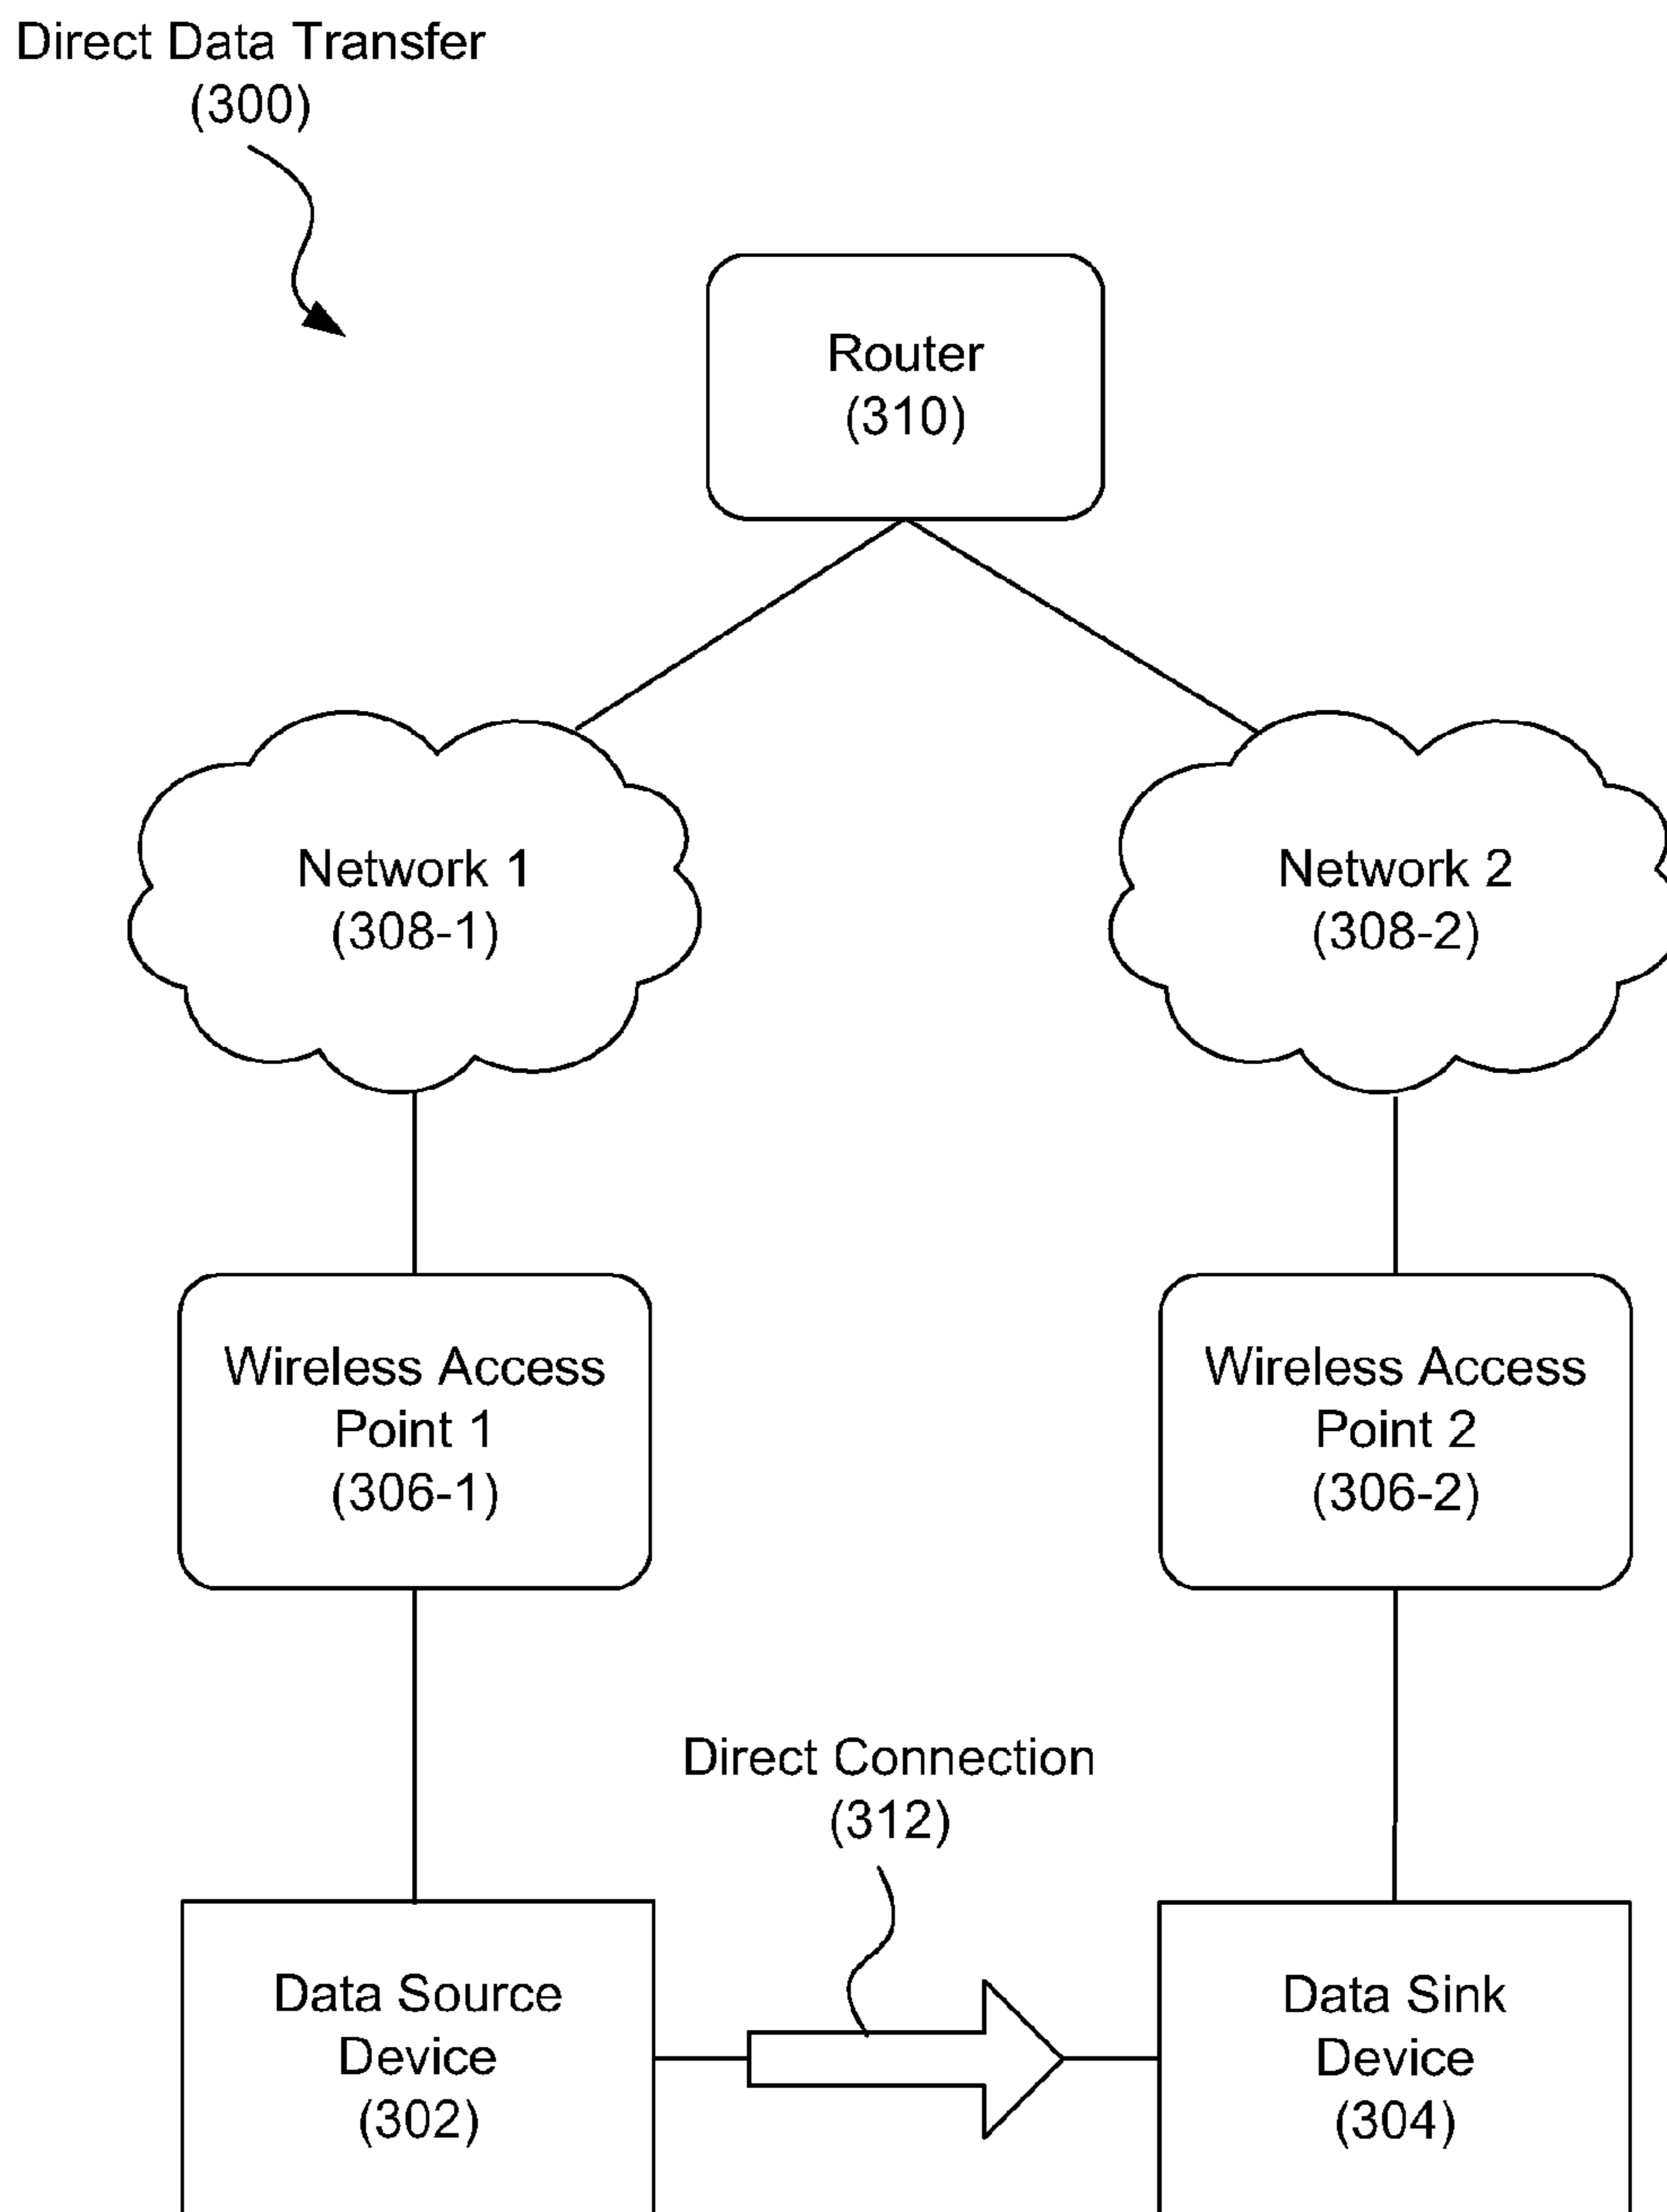 Direct Data Transfer
(300)
Router
(310)
Network 1
(308-1)
Network 2
(308-2)
Wireless Access
Point 1
(306-1)
Wireless Access
Point 2
(306-2)
Direct Connection
(312)
Data Source
Device
(302)
Data Sink
Device
(304)